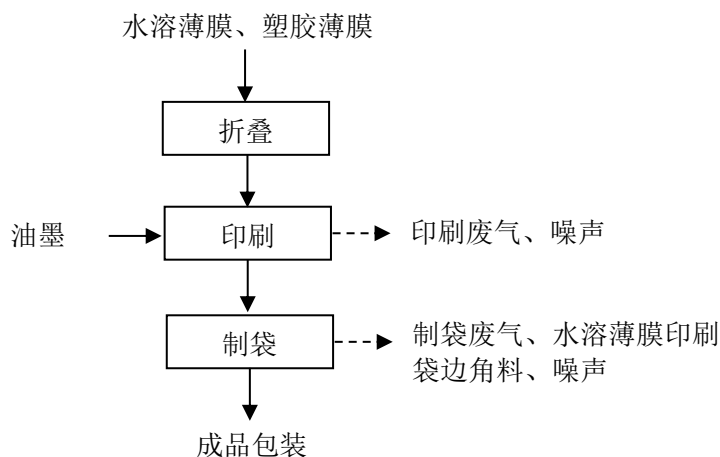 水溶薄膜、塑胶薄膜
折叠
油墨
印刷
印刷废气、噪声
制袋
制袋废气、水溶薄膜印刷
袋边角料、噪声
成品包装